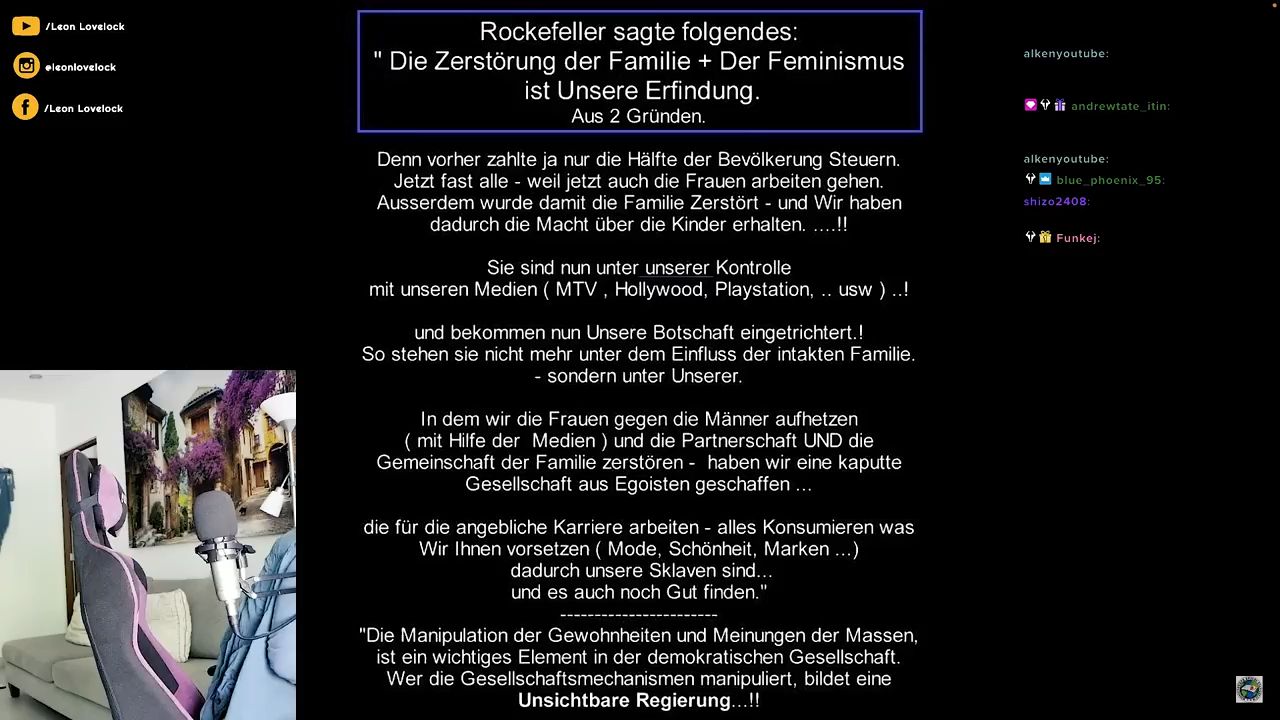 /Leon Lovelock
@leonlovelock
/Leon Lovelock
Rockefeller sagte folgendes:
" Die Zerstörung der Familie + Der Feminismus
ist Unsere Erfindung.
Aus 2 Gründen.
Denn vorher zahlte ja nur die Hälfte der Bevölkerung Steuern.
Jetzt fast alle - weil jetzt auch die Frauen arbeiten gehen.
Ausserdem wurde damit die Familie Zerstört - und Wir haben
dadurch die Macht über die Kinder erhalten. ....!!
Sie sind nun unter unserer Kontrolle
mit unseren Medien ( MTV , Hollywood, Playstation, .. usw ) ..!
und bekommen nun Unsere Botschaft eingetrichtert.!
So stehen sie nicht mehr unter dem Einfluss der intakten Familie.
- sondern unter Unserer.
In dem wir die Frauen gegen die Männer aufhetzen
( mit Hilfe der Medien ) und die Partnerschaft UND die
Gemeinschaft der Familie zerstören - haben wir eine kaputte
Gesellschaft aus Egoisten geschaffen ...
die für die angebliche Karriere arbeiten - alles Konsumieren was
Wir Ihnen vorsetzen ( Mode, Schönheit, Marken ...)
dadurch unsere Sklaven sind...
und es auch noch Gut finden."
-----------------------
"Die Manipulation der Gewohnheiten und Meinungen der Massen,
ist ein wichtiges Element in der demokratischen Gesellschaft.
Wer die Gesellschaftsmechanismen manipuliert, bildet eine
Unsichtbare Regierung...!!
alkenyoutube:
andrewtate_itin:
alkenyoutube:
blue_phoenix_95:
shizo2408:
Funkej: